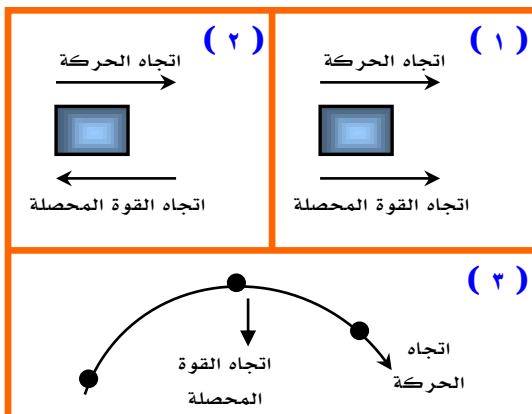 ( ١ )
اتجاه الحركة
اتجاه القوة المحصلة
( ٢ )
اتجاه الحركة
اتجاه القوة المحصلة
( ٣ )
اتجاه
الحركة
اتجاه القوة
المحصلة